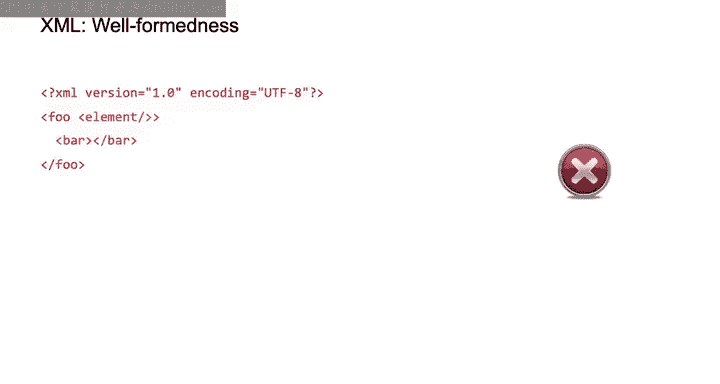 XML: Well-formedness
<?xml version="1.0" encoding="UTF-8"?>
<foo <element/>>
<bar></bar>
</foo>